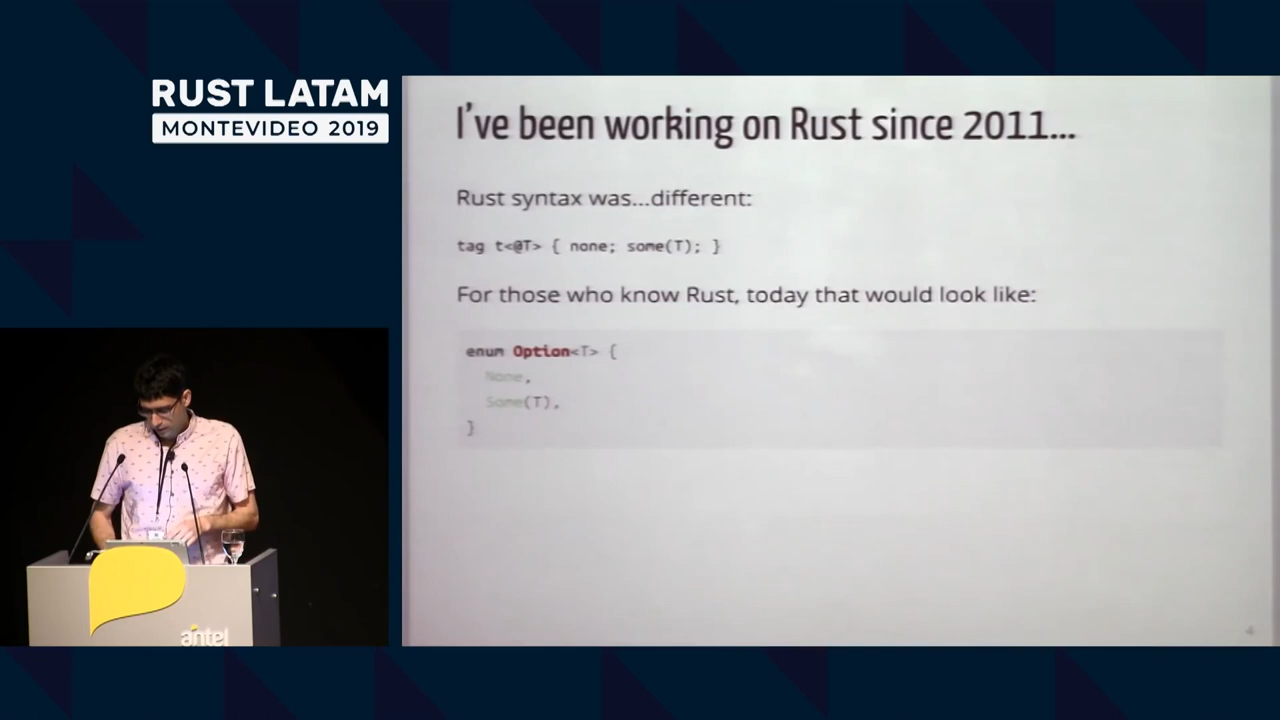 RUST LATAM
MONTEVIDEO 2019
I've been working on Rust since 2011...
Rust syntax was...different:
tag t<@T> { none; some(T); }
For those who know Rust, today that would look like:
enum Option<T> {
None,
Some(T),
}
4
antel